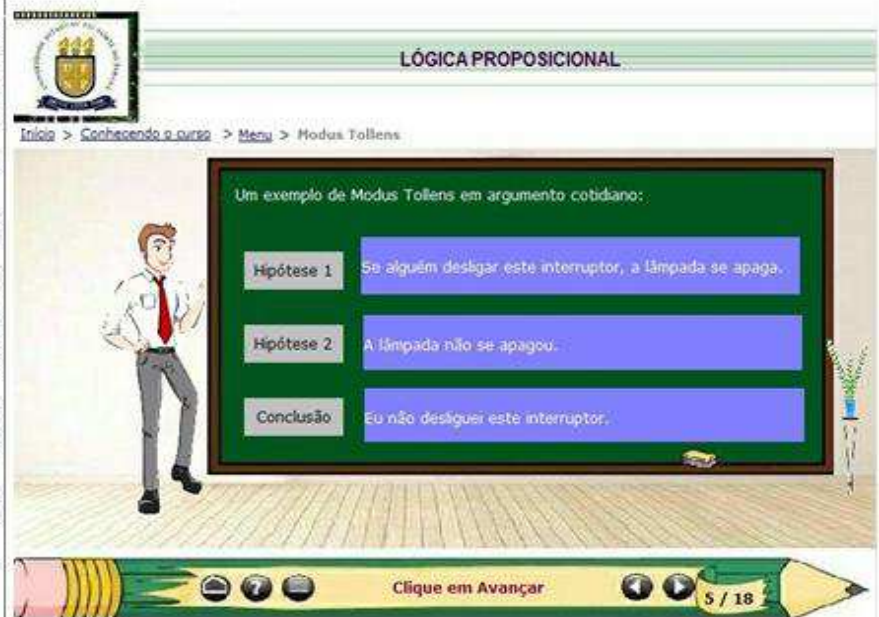 LÓGICA PROPOSICIONAL
Início > Conhecendo o curso > Menu > Modus Tollens
Um exemplo de Modus Tollens em argumento cotidiano:
Hipótese 1
Se alguém desligar este interruptor, a lâmpada se apaga.
Hipótese 2
A lâmpada não se apagou.
Conclusão
Eu não desliguei este interruptor.
?
Clique em Avançar
5 / 18